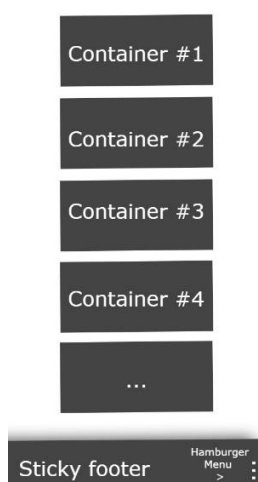 Container #1
Container #2
Container #3
Container #4
...
Sticky footer
Hamburger
Menu
>